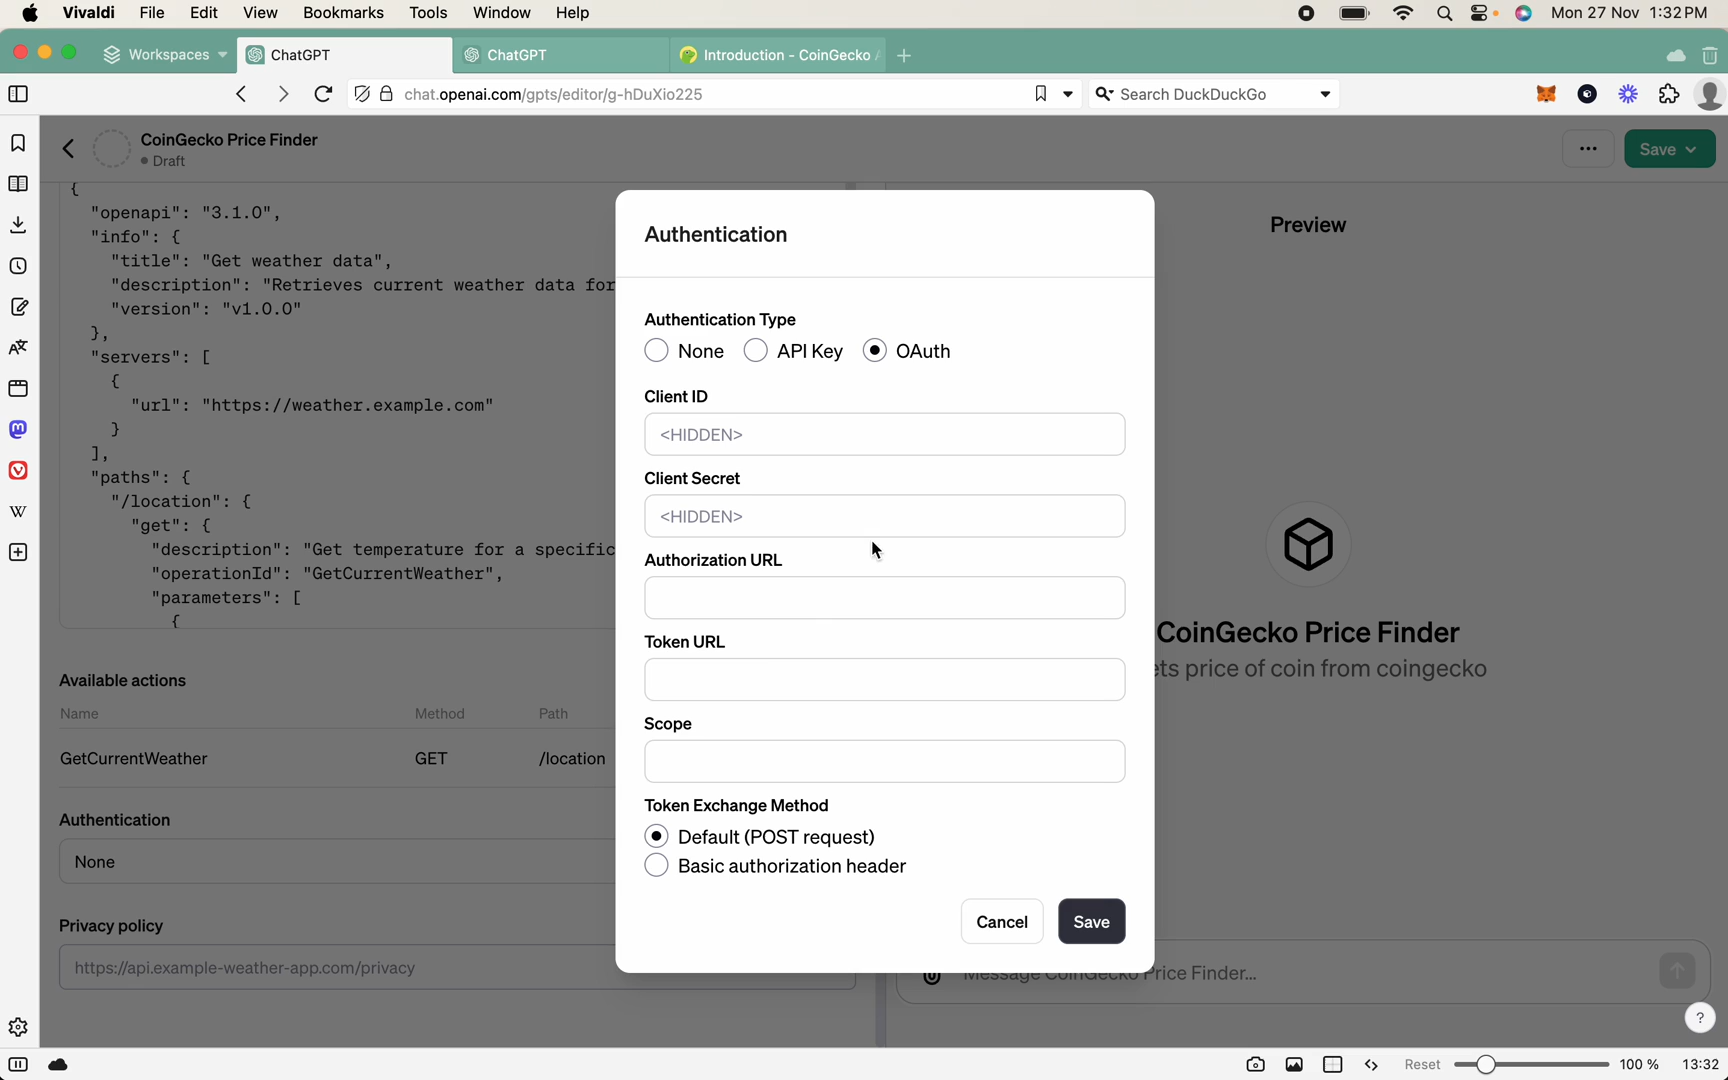 Vivaldi File Edit View Bookmarks Tools Window Help Mon 27 Nov 1:32 PM
Workspaces ChatGPT ChatGPT Introduction - CoinGecko
chat.openai.com/gpts/editor/g-hDuXio225 Search DuckDuckGo
CoinGecko Price Finder
Draft
... Save
{
"openapi": "3.1.0",
"info": {
"title": "Get weather data",
"description": "Retrieves current weather data for
"version": "v1.0.0"
},
"servers": [
{
"url": "https://weather.example.com"
}
],
"paths": {
"/location": {
"get": {
"description": "Get temperature for a specific
"operationId": "GetCurrentWeather",
"parameters": [
{
Available actions
Name Method Path
GetCurrentWeather GET /location
Authentication
None
Privacy policy
https://api.example-weather-app.com/privacy
Authentication
Authentication Type
None API Key OAuth
Client ID
<HIDDEN>
Client Secret
<HIDDEN>
Authorization URL
Token URL
Scope
Token Exchange Method
Default (POST request)
Basic authorization header
Cancel Save
Preview
CoinGecko Price Finder
ets price of coin from coingecko
Message CoinGecko Price Finder...
?
W
Reset 100 % 13:32